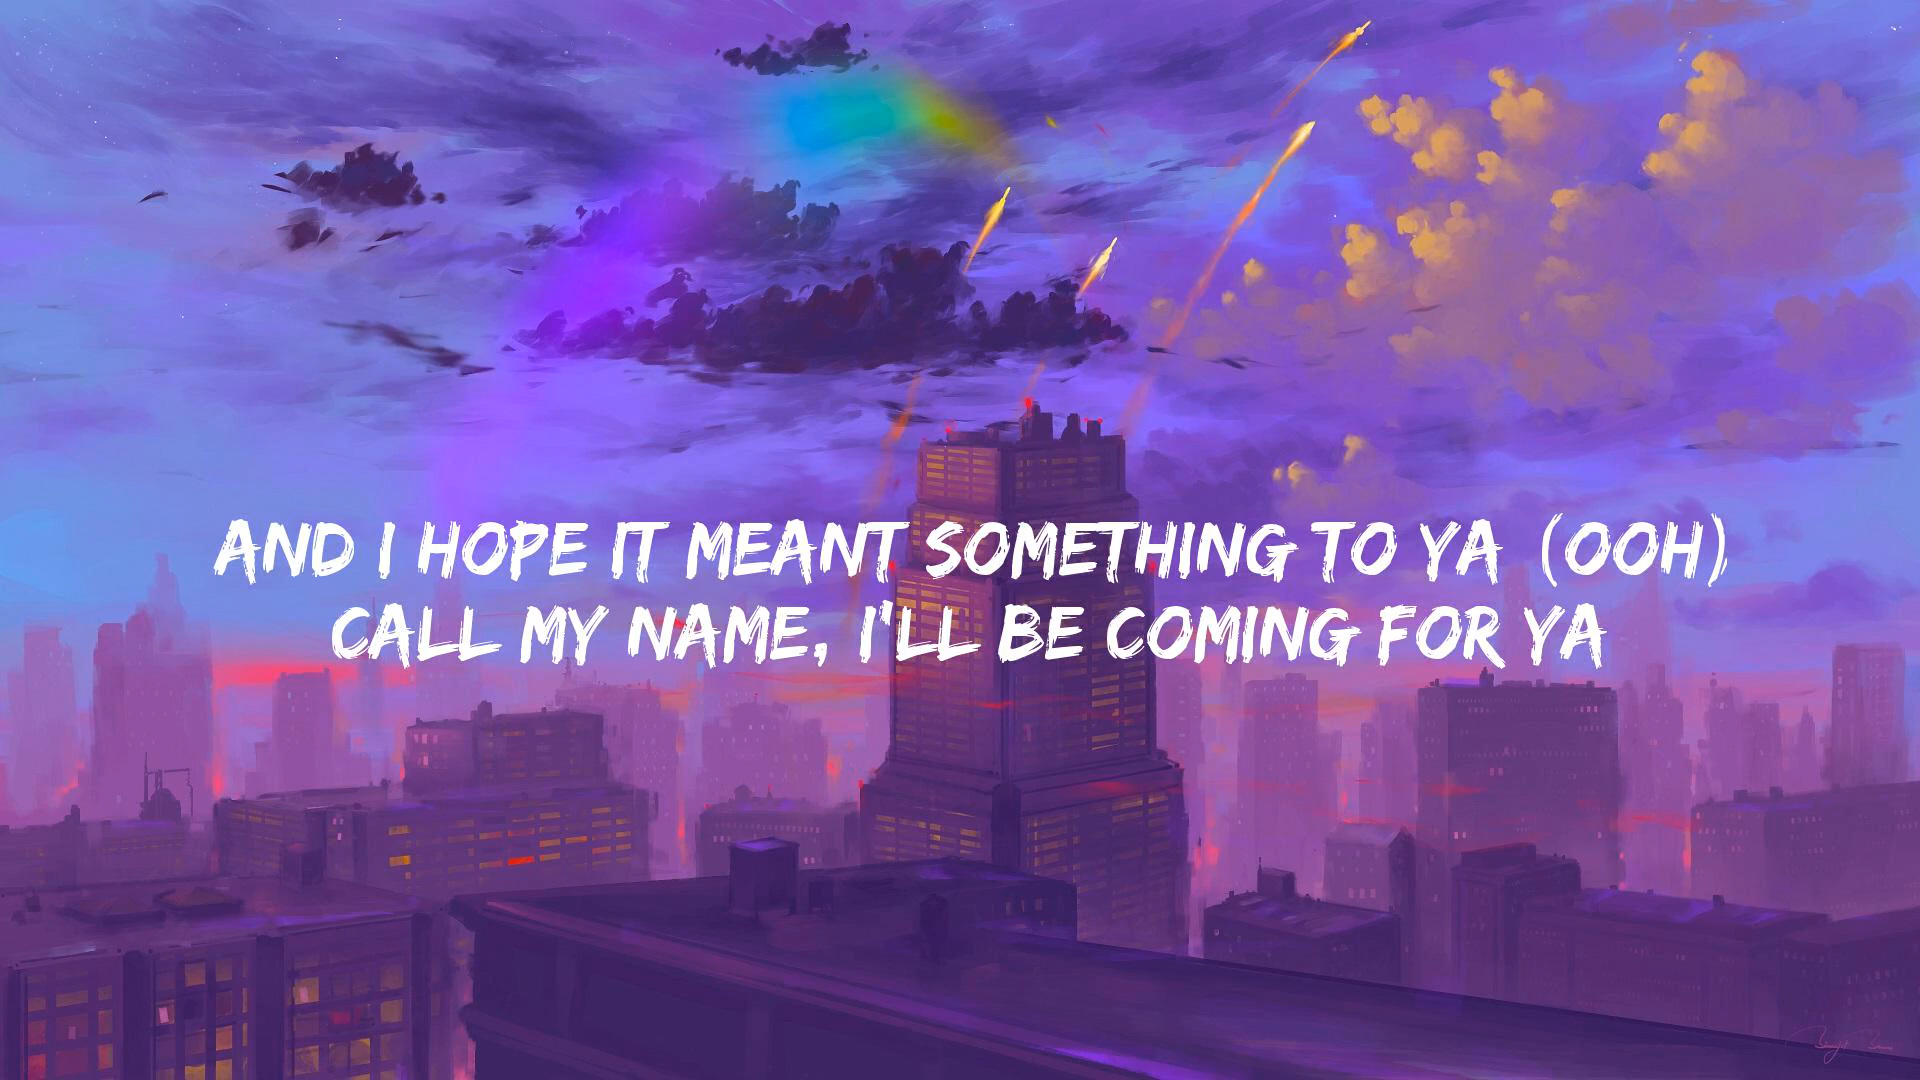 AND I HOPE IT MEANT SOMETHING TO YA (OOH)
CALL MY NAME, I'LL BE COMING FOR YA